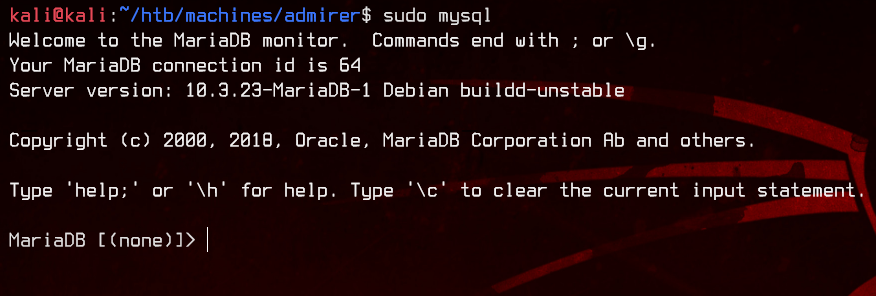 kali@kali:~/htb/machines/admirer$ sudo mysql
Welcome to the MariaDB monitor.  Commands end with ; or \g.
Your MariaDB connection id is 64
Server version: 10.3.23-MariaDB-1 Debian buildd-unstable
Copyright (c) 2000, 2018, Oracle, MariaDB Corporation Ab and others.
Type 'help;' or '\h' for help. Type '\c' to clear the current input statement.
MariaDB [(none)]>